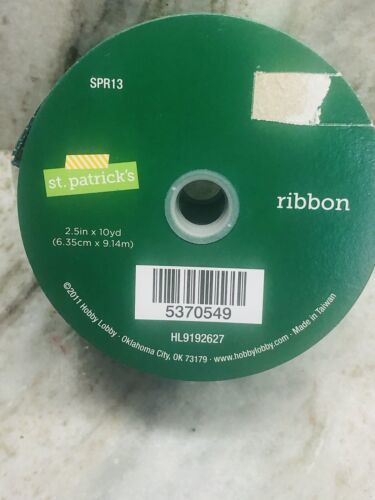 SPR13
st. patrick's
ribbon
2.5in x 10yd
(6.35cm x 9.14m)
5370549
HL9192627
©2011 Hobby Lobby · Oklahoma City, OK 73179 · www.hobbylobby.com · Made in Taiwan